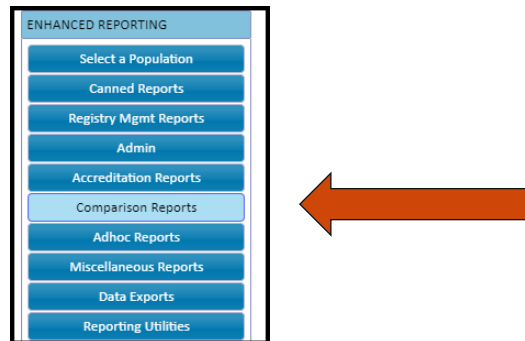 ENHANCED REPORTING
Select a Population
Canned Reports
Registry Mgmt Reports
Admin
Accreditation Reports
Comparison Reports
Adhoc Reports
Miscellaneous Reports
Data Exports
Reporting Utilities